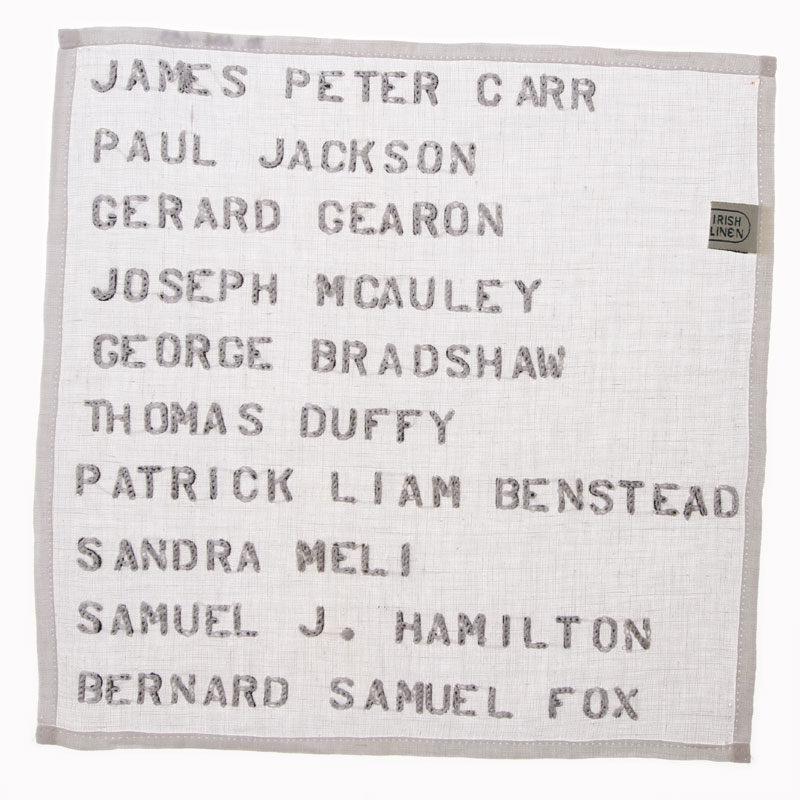 JAMES PETER CARR
PAUL JACKSON
GERARD GEARON
IRISH
LINEN
JOSEPH MCAULEY
GEORGE BRADSHAW
THOMAS DUFFY
PATRICK LIAM BENSTEAD
SANDRA MELI
SAMUEL J. HAMILTON
BERNARD SAMUEL FOX